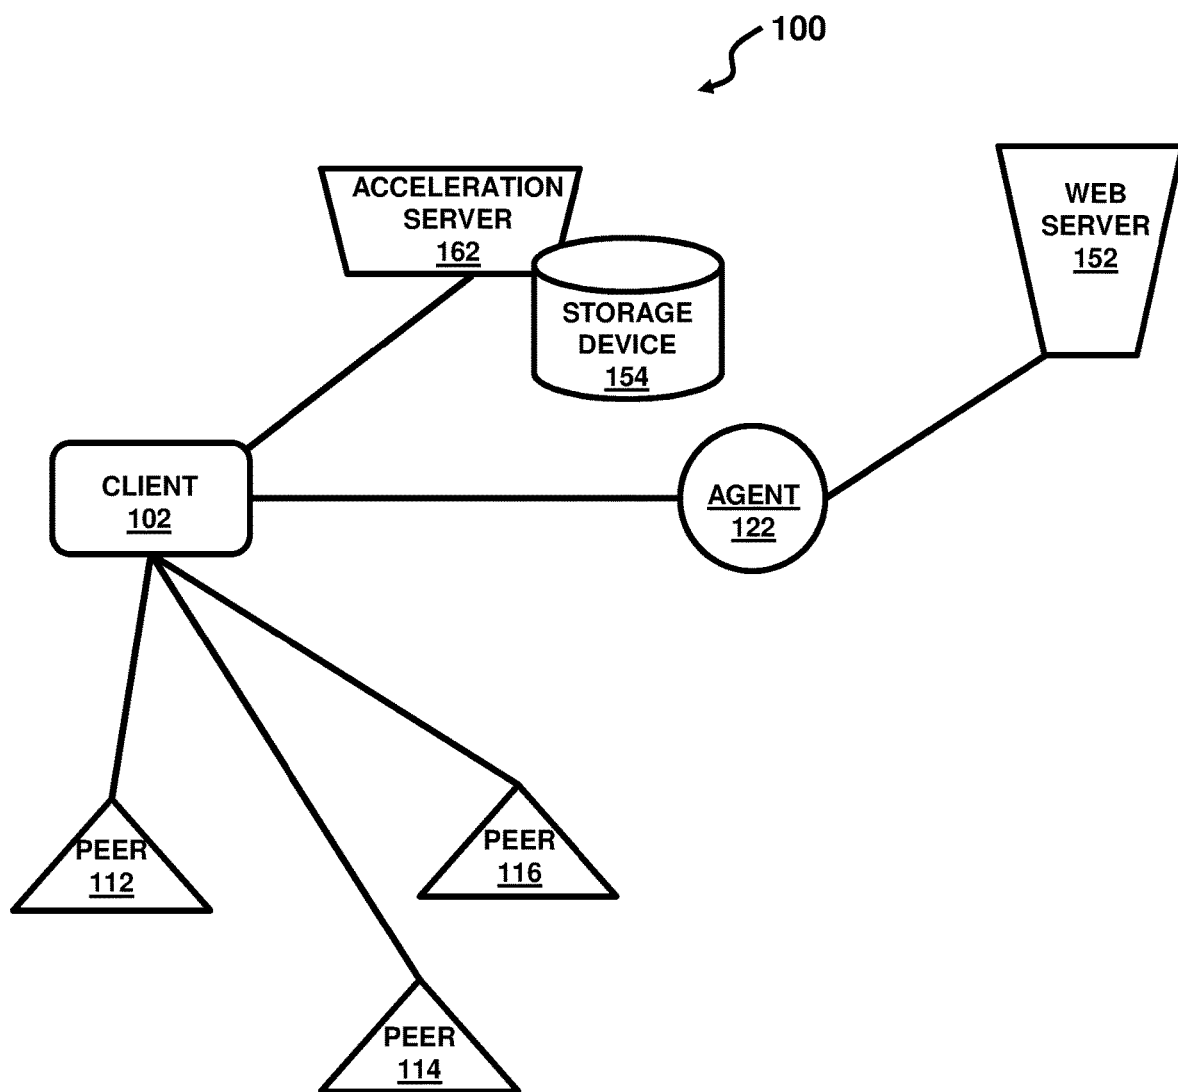 100
ACCELERATION
SERVER
162
WEB
SERVER
152
STORAGE
DEVICE
154
CLIENT
102
AGENT
122
PEER
112
PEER
116
PEER
114